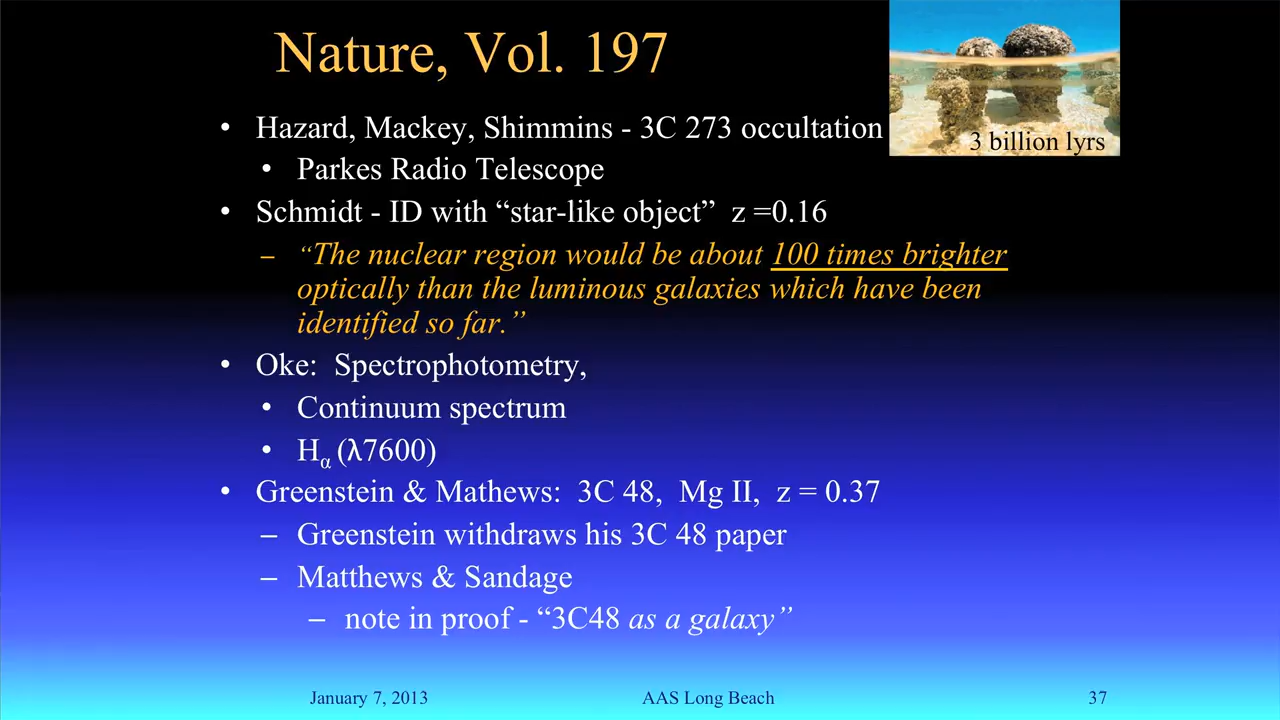 Nature, Vol. 197
3 billion lyrs
• Hazard, Mackey, Shimmins - 3C 273 occultation
• Parkes Radio Telescope
• Schmidt - ID with “star-like object”  z =0.16
– “The nuclear region would be about 100 times brighter
optically than the luminous galaxies which have been
identified so far.”
• Oke:  Spectrophotometry,
• Continuum spectrum
• Hα (λ7600)
• Greenstein & Mathews:  3C 48,  Mg II,  z = 0.37
– Greenstein withdraws his 3C 48 paper
– Matthews & Sandage
– note in proof - “3C48 as a galaxy”
January 7, 2013
AAS Long Beach
37